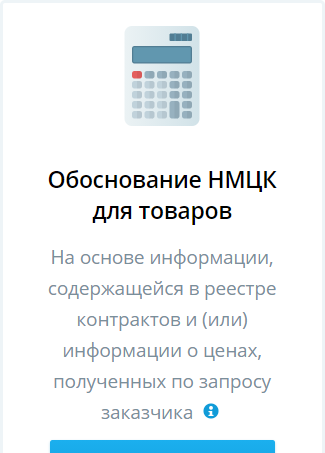 Обоснование НМЦК
для товаров
На основе информации,
содержащейся в реестре
контрактов и (или)
информации о ценах,
полученных по запросу
заказчика